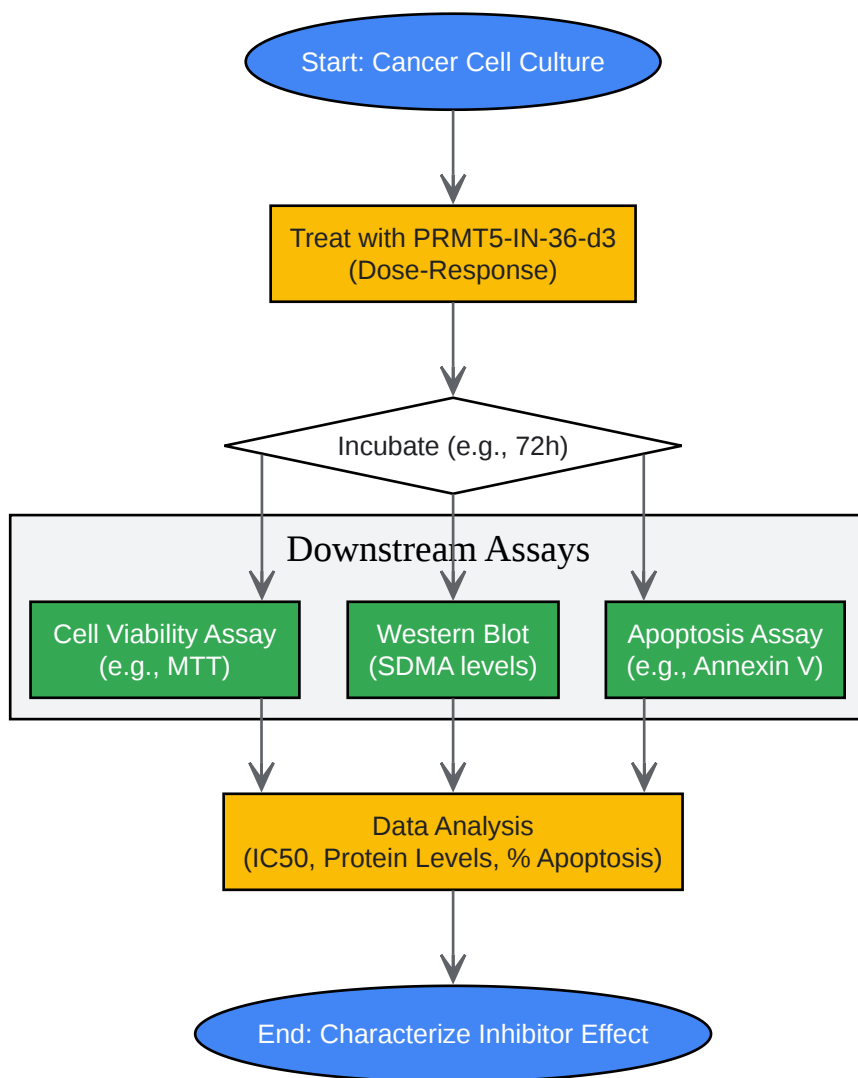 Start: Cancer Cell Culture
Treat with PRMT5-IN-36-d3
(Dose-Response)
Incubate (e.g., 72h)
Downstream Assays
Cell Viability Assay
(e.g., MTT)
Western Blot
(SDMA levels)
Apoptosis Assay
(e.g., Annexin V)
Data Analysis
(IC50, Protein Levels, % Apoptosis)
End: Characterize Inhibitor Effect